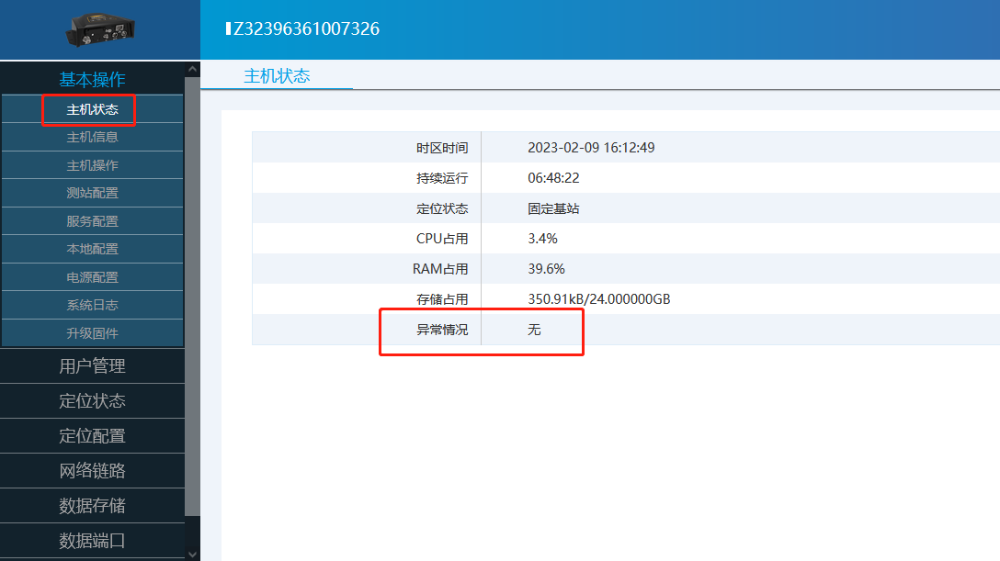 Z32396361007326
基本操作
主机状态
主机信息
主机操作
测站配置
服务配置
本地配置
电源配置
系统日志
升级固件
用户管理
定位状态
定位配置
网络链路
数据存储
数据端口
主机状态
时区时间 2023-02-09 16:12:49
持续运行 06:48:22
定位状态 固定基站
CPU占用 3.4%
RAM占用 39.6%
存储占用 350.91kB/24.000000GB
异常情况 无